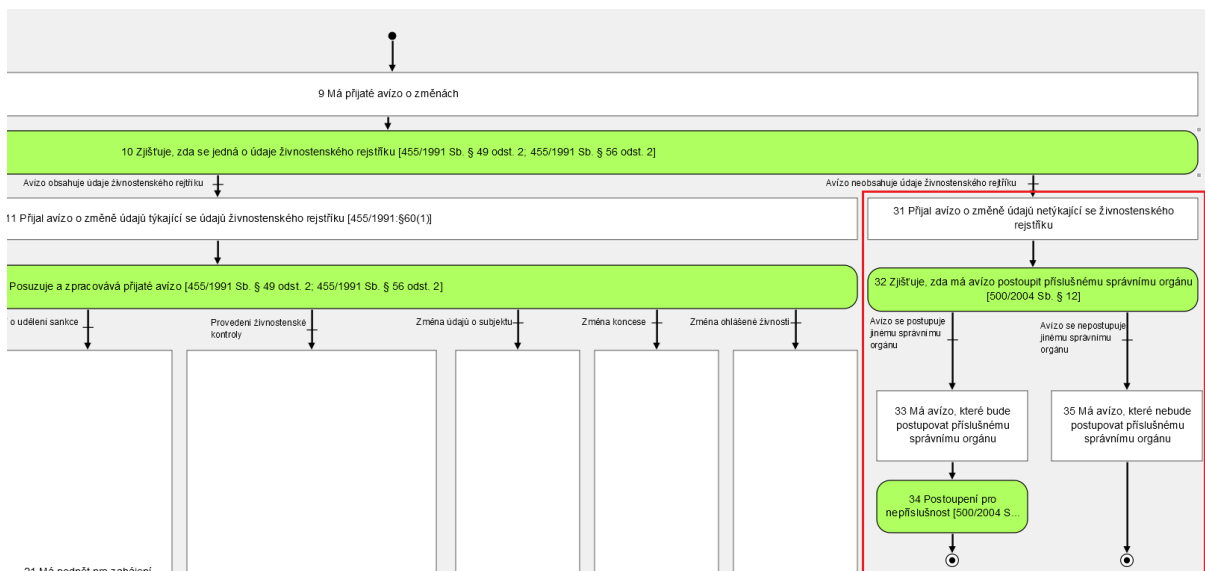 9 Má přijaté avízo o změnách
10 Zjišťuje, zda se jedná o údaje živnostenského rejstříku [455/1991 Sb. § 49 odst. 2; 455/1991 Sb. § 56 odst. 2]
Avízo obsahuje údaje živnostenského rejtříku
Avízo neobsahuje údaje živnostenského rejtříku
11 Přijal avízo o změně údajů týkající se údajů živnostenského rejstříku [455/1991:§60(1)]
31 Přijal avízo o změně údajů netýkající se živnostenského
rejstříku
Posuzuje a zpracovává přijaté avízo [455/1991 Sb. § 49 odst. 2; 455/1991 Sb. § 56 odst. 2]
32 Zjišťuje, zda má avízo postoupit příslušnému správnímu orgánu
[500/2004 Sb. § 12]
o udělení sankce
Provedení živnostenské
kontroly
Změna údajů o subjektu
Změna koncese
Změna ohlášené živnosti
Avízo se postupuje
jinému správnímu
orgánu
Avízo se nepostupuje
jinému správnímu
orgánu
33 Má avízo, které bude
postupovat příslušnému
správnímu orgánu
35 Má avízo, které nebude
postupovat příslušnému
správnímu orgánu
34 Postoupení pro
nepříslušnost [500/2004 S...
21 Má podnět pro zahájení